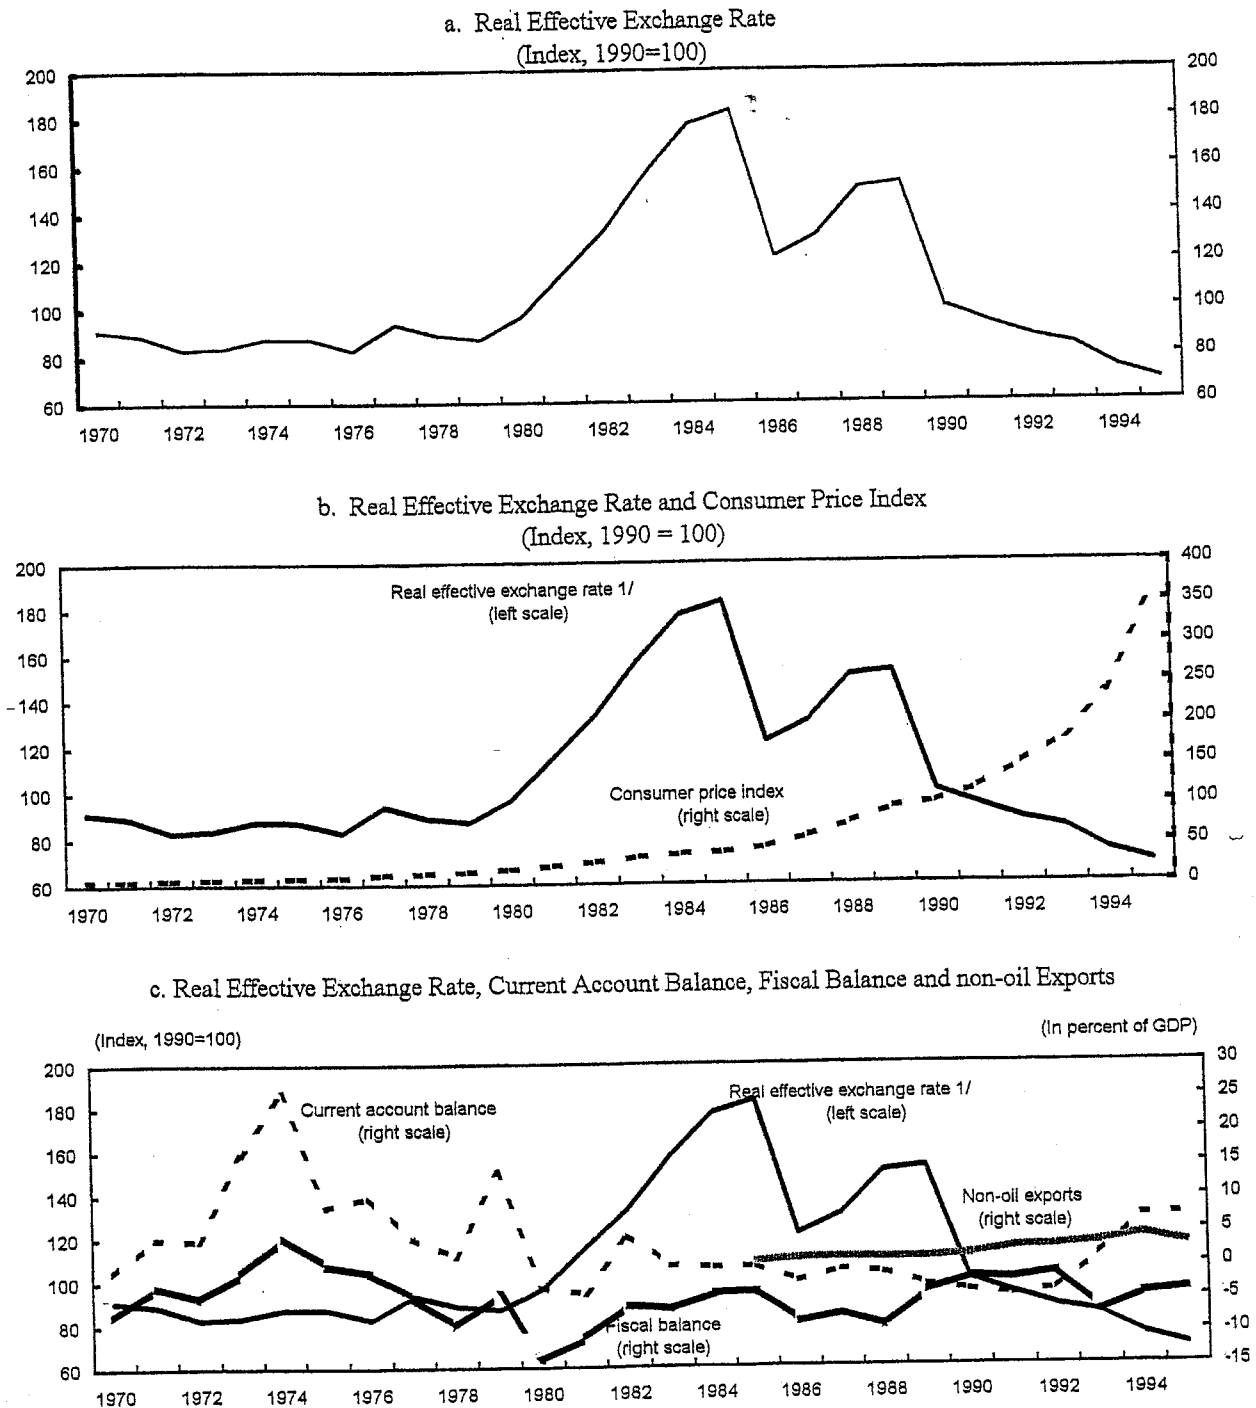 a. Real Effective Exchange Rate
(Index, 1990=100)
200 200
180 180
160 160
140 140
120 120
100 100
80 80
60 60
1970 1972 1974 1976 1978 1980 1982 1984 1986 1988 1990 1992 1994
b. Real Effective Exchange Rate and Consumer Price Index
(Index, 1990 = 100)
200 400
180 350
160 300
140 250
120 200
100 150
80 100
60 50
0
Real effective exchange rate 1/
(left scale)
Consumer price index
(right scale)
1970 1972 1974 1976 1978 1980 1982 1984 1986 1988 1990 1992 1994
c. Real Effective Exchange Rate, Current Account Balance, Fiscal Balance and non-oil Exports
(Index, 1990=100) (In percent of GDP)
200 30
180 25
160 20
140 15
120 10
100 5
80 0
60 -5
-10
-15
Current account balance
(right scale)
Real effective exchange rate 1/
(left scale)
Non-oil exports
(right scale)
Fiscal balance
(right scale)
1970 1972 1974 1976 1978 1980 1982 1984 1986 1988 1990 1992 1994